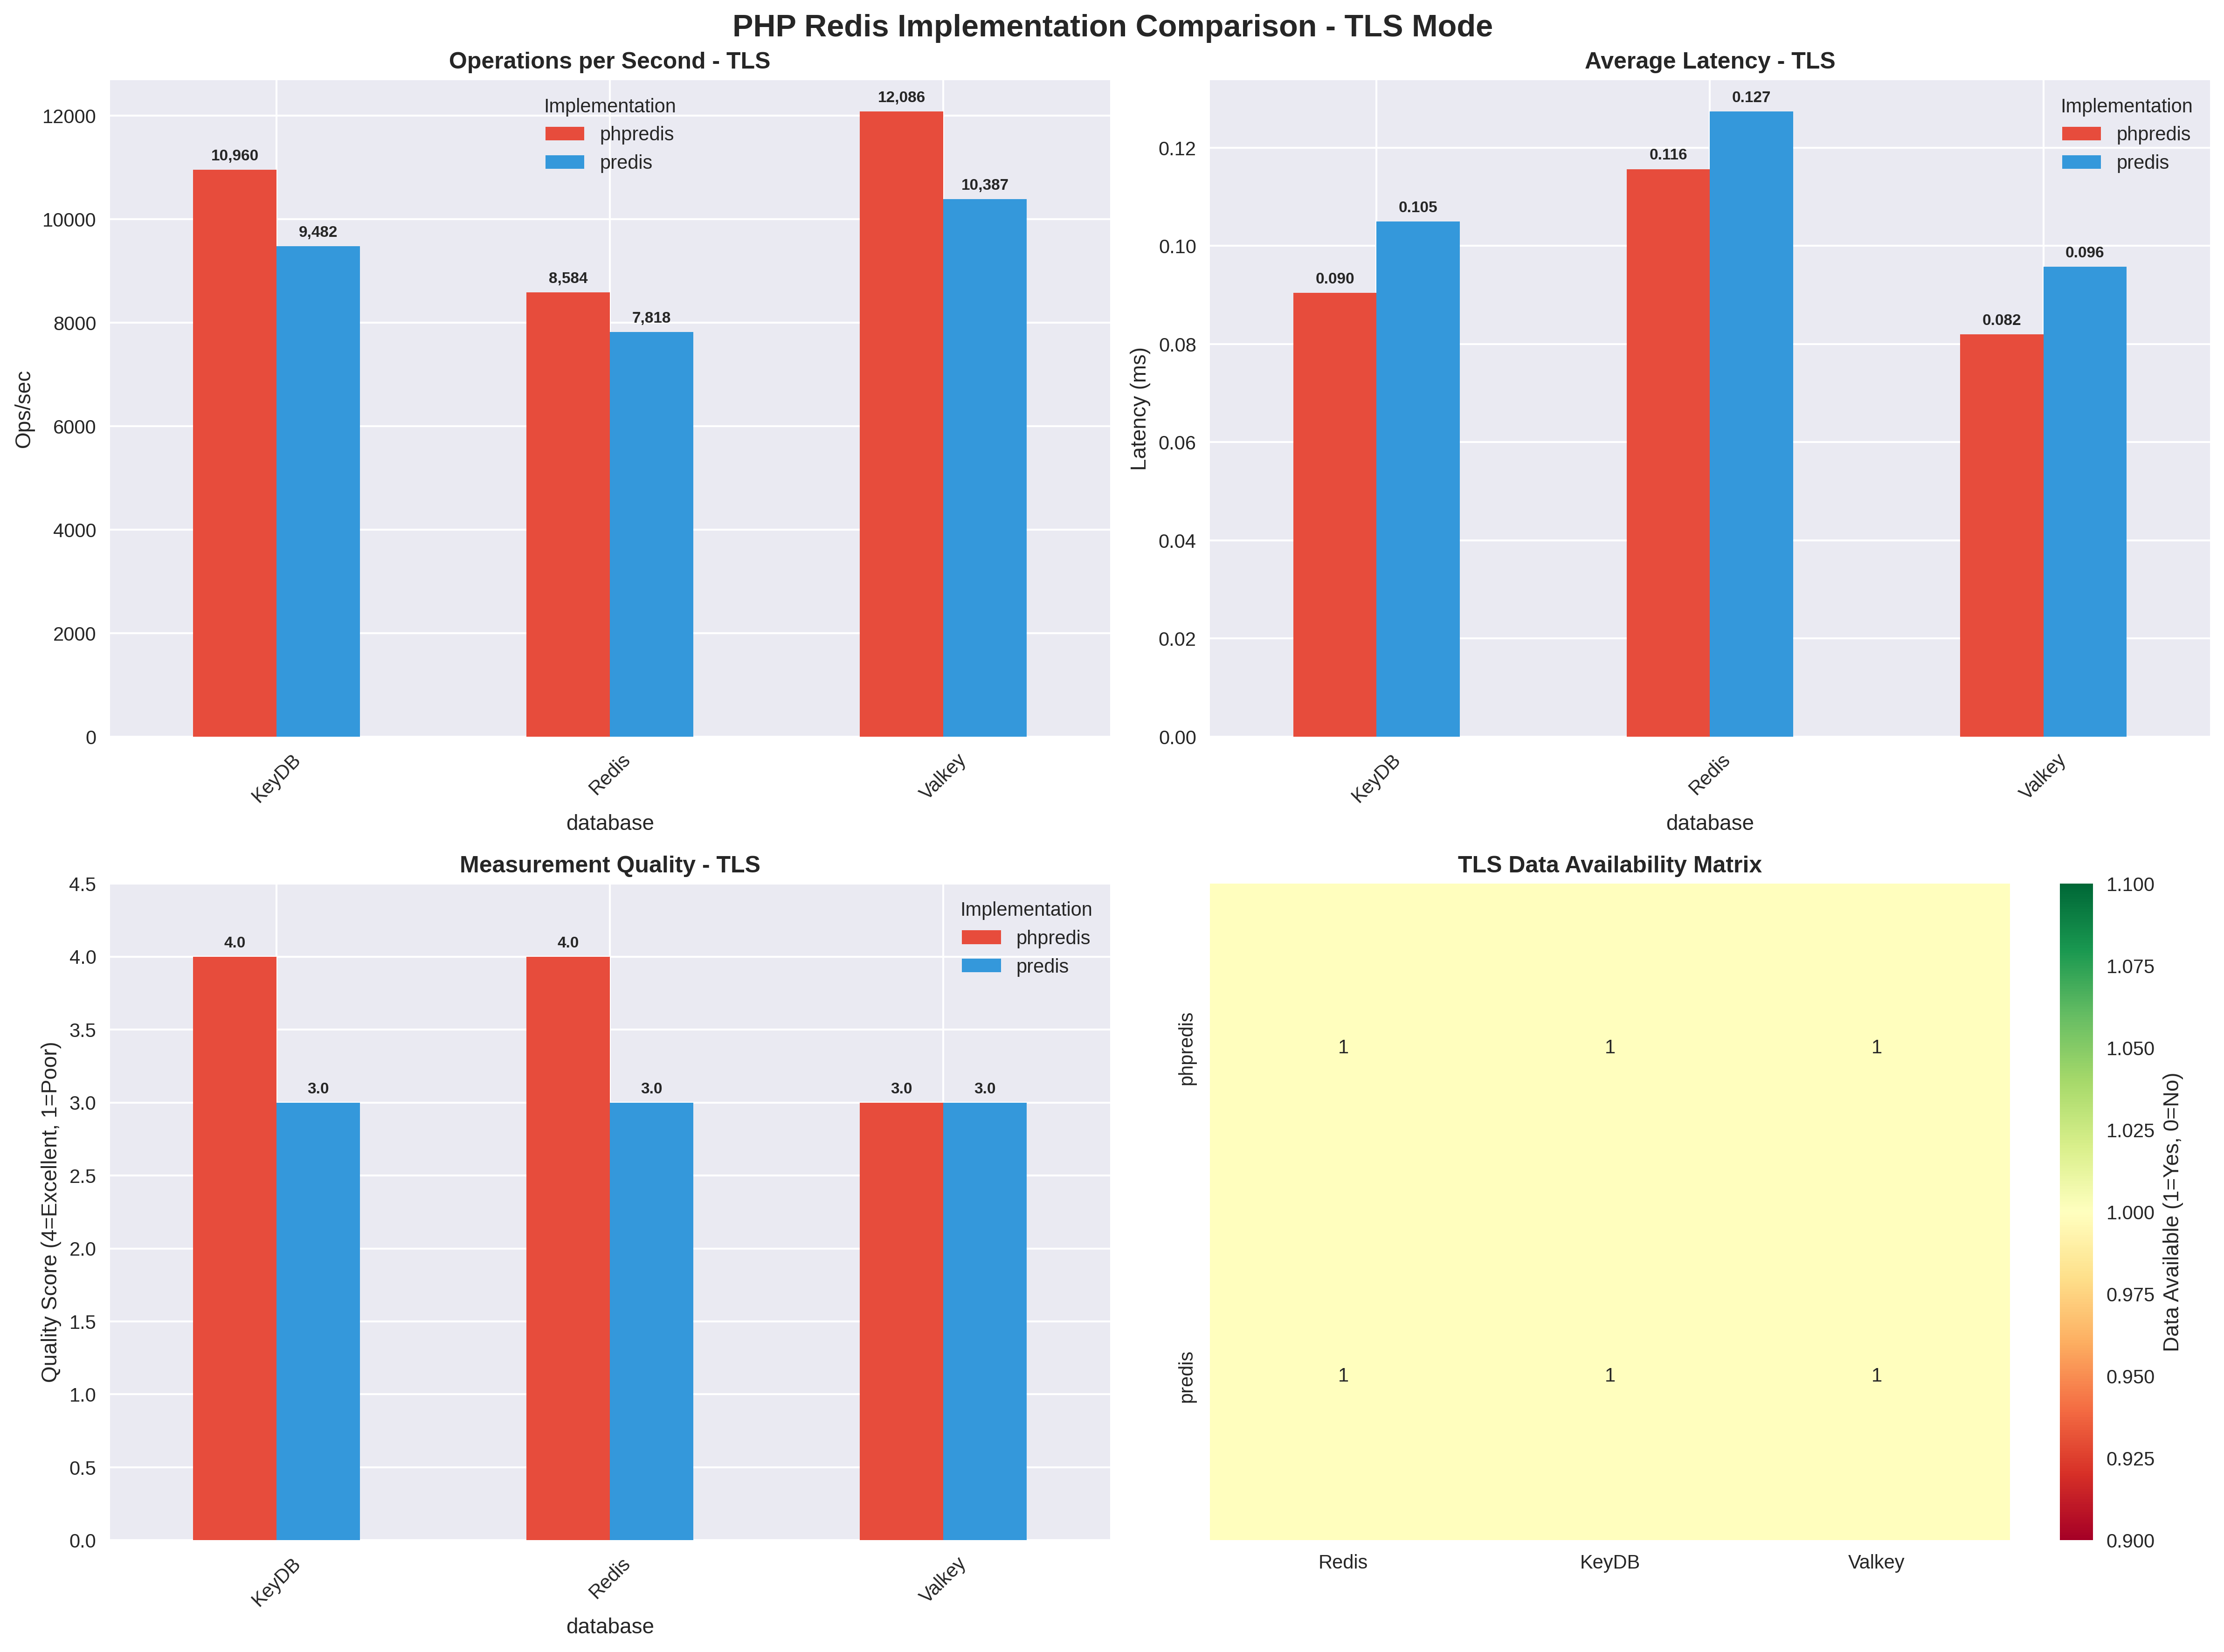 PHP Redis Implementation Comparison - TLS Mode
Operations per Second - TLS
Ops/sec
12000
10000
8000
6000
4000
2000
0
Implementation
phpredis
predis
10,960
9,482
8,584
7,818
12,086
10,387
KeyDB
Redis
Valkey
database
Average Latency - TLS
Latency (ms)
0.12
0.10
0.08
0.06
0.04
0.02
0.00
Implementation
phpredis
predis
0.090
0.105
0.116
0.127
0.082
0.096
KeyDB
Redis
Valkey
database
Measurement Quality - TLS
Quality Score (4=Excellent, 1=Poor)
4.5
4.0
3.5
3.0
2.5
2.0
1.5
1.0
0.5
0.0
Implementation
phpredis
predis
4.0
3.0
4.0
3.0
3.0
3.0
KeyDB
Redis
Valkey
database
TLS Data Availability Matrix
phpredis
1
1
1
predis
1
1
1
Redis
KeyDB
Valkey
1.100
1.075
1.050
1.025
1.000
0.975
0.950
0.925
0.900
Data Available (1=Yes, 0=No)